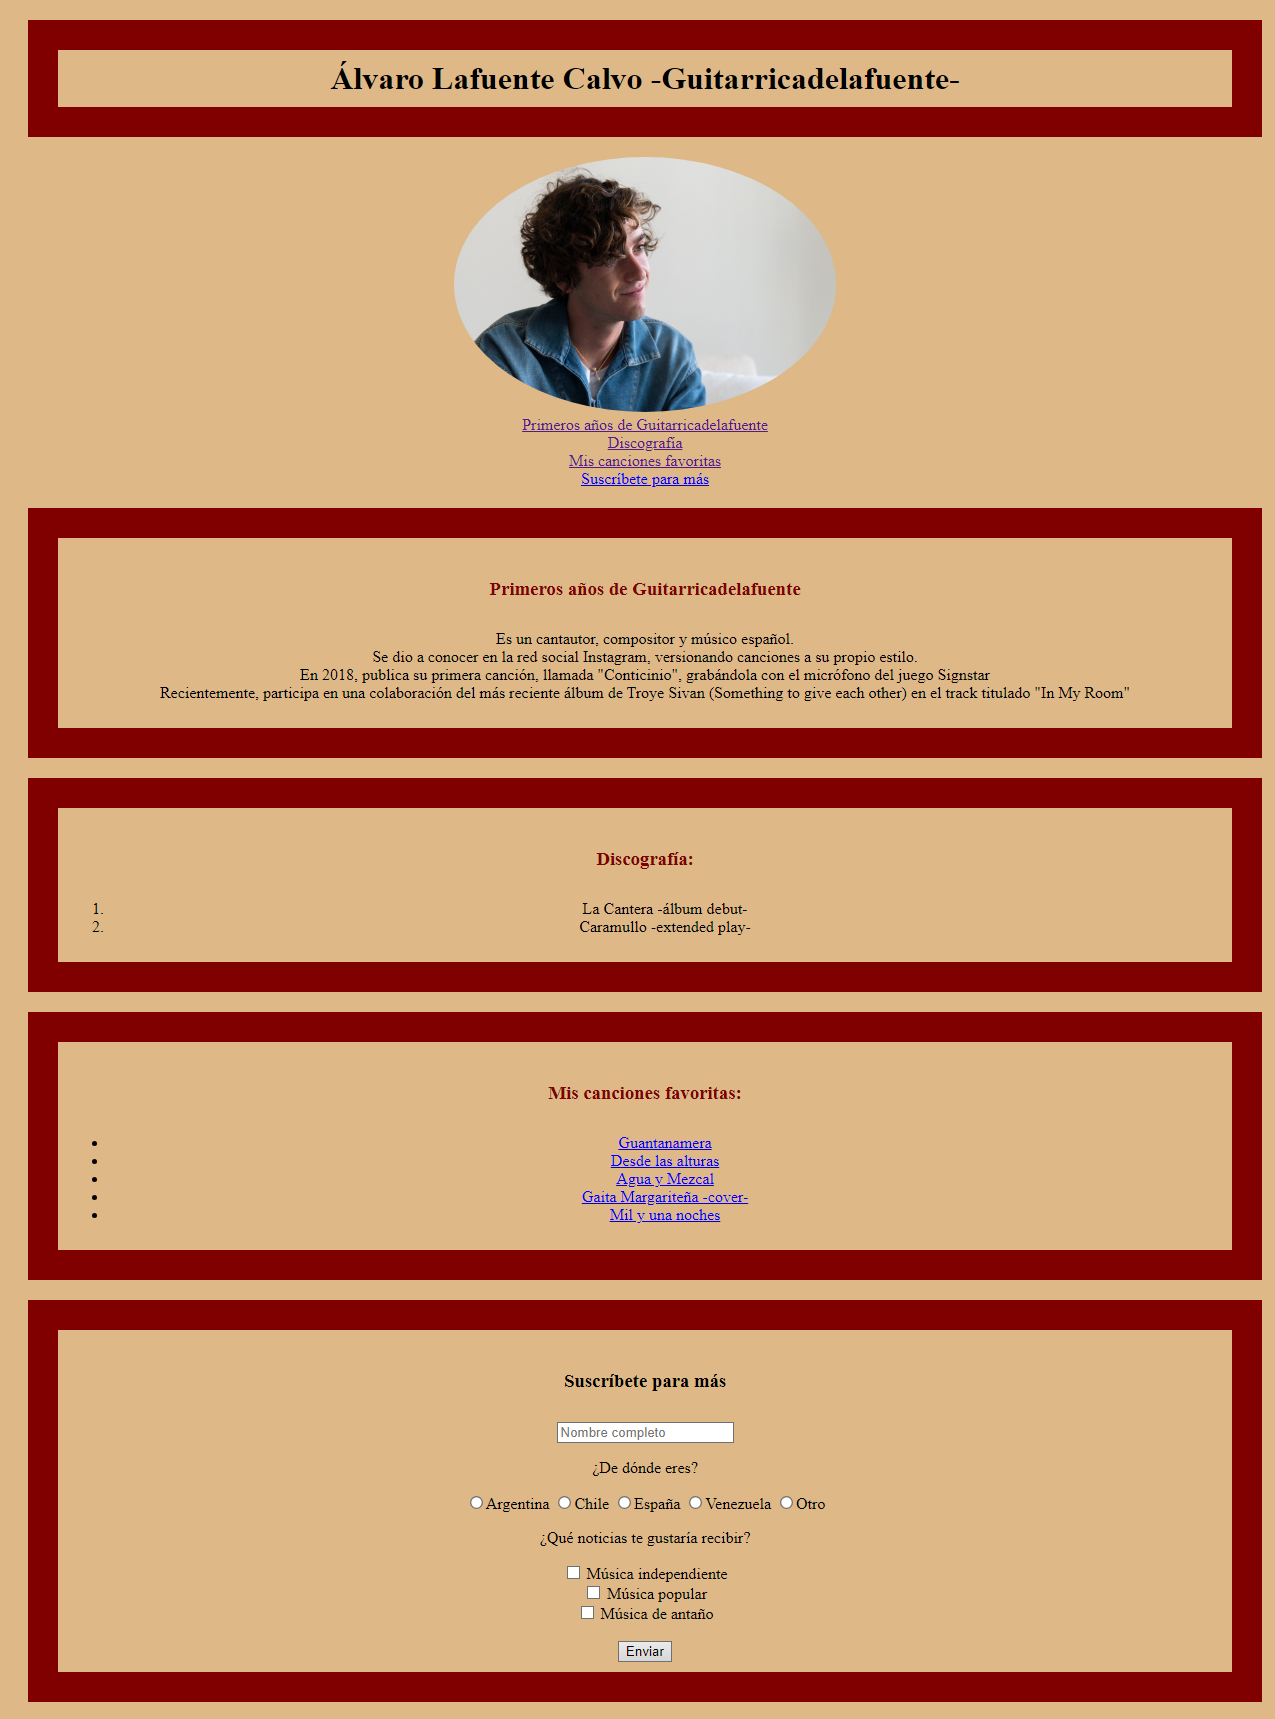 Álvaro Lafuente Calvo -Guitarricadelafuente-
Primeros años de Guitarricadelafuente
Discografía
Mis canciones favoritas
Suscríbete para más
Primeros años de Guitarricadelafuente
Es un cantautor, compositor y músico español.
Se dio a conocer en la red social Instagram, versionando canciones a su propio estilo.
En 2018, publica su primera canción, llamada "Conticinio", grabándola con el micrófono del juego Signstar
Recientemente, participa en una colaboración del más reciente álbum de Troye Sivan (Something to give each other) en el track titulado "In My Room"
Discografía:
1. La Cantera -álbum debut-
2. Caramullo -extended play-
Mis canciones favoritas:
• Guantanamera
• Desde las alturas
• Agua y Mezcal
• Gaita Margariteña -cover-
• Mil y una noches
Suscríbete para más
Nombre completo
¿De dónde eres?
Argentina Chile España Venezuela Otro
¿Qué noticias te gustaría recibir?
Música independiente
Música popular
Música de antaño
Enviar